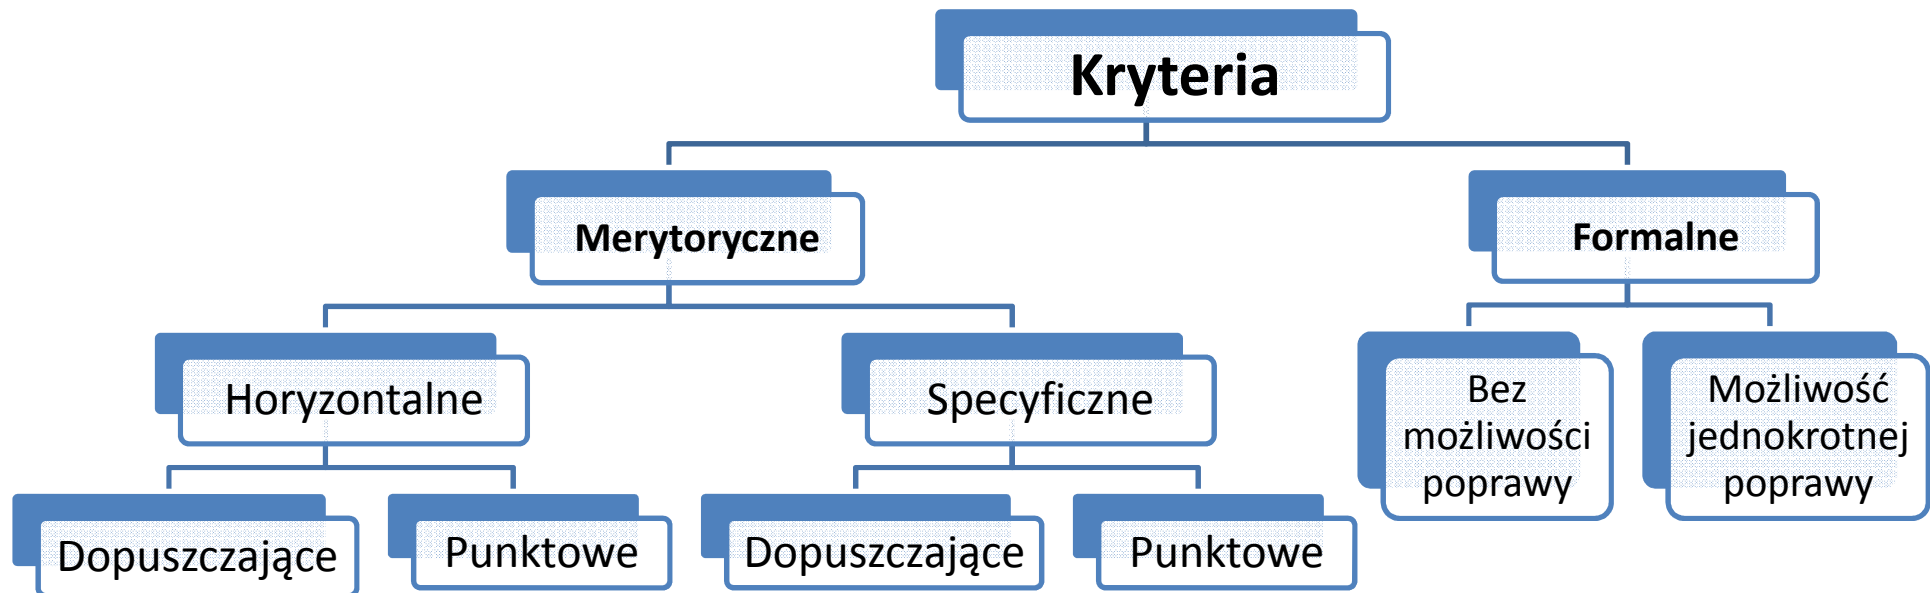 Kryteria
Merytoryczne
Formalne
Horyzontalne
Specyficzne
Bez
możliwości
poprawy
Możliwość
jednokrotnej
poprawy
Dopuszczające
Punktowe
Dopuszczające
Punktowe